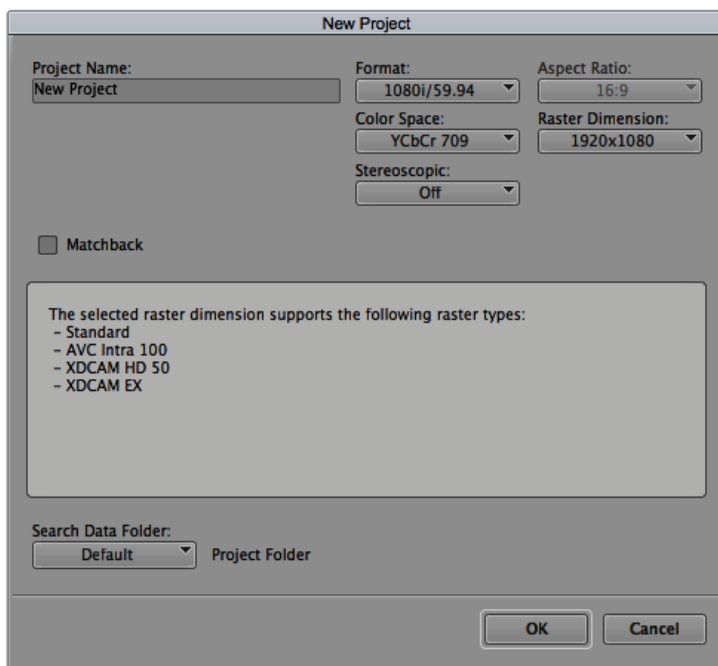 New Project
Project Name:
New Project
Format:
1080i/59.94
Aspect Ratio:
16:9
Color Space:
YCbCr 709
Raster Dimension:
1920x1080
Stereoscopic:
Off
Matchback
The selected raster dimension supports the following raster types:
– Standard
– AVC Intra 100
– XDCAM HD 50
– XDCAM EX
Search Data Folder:
Default
Project Folder
OK
Cancel